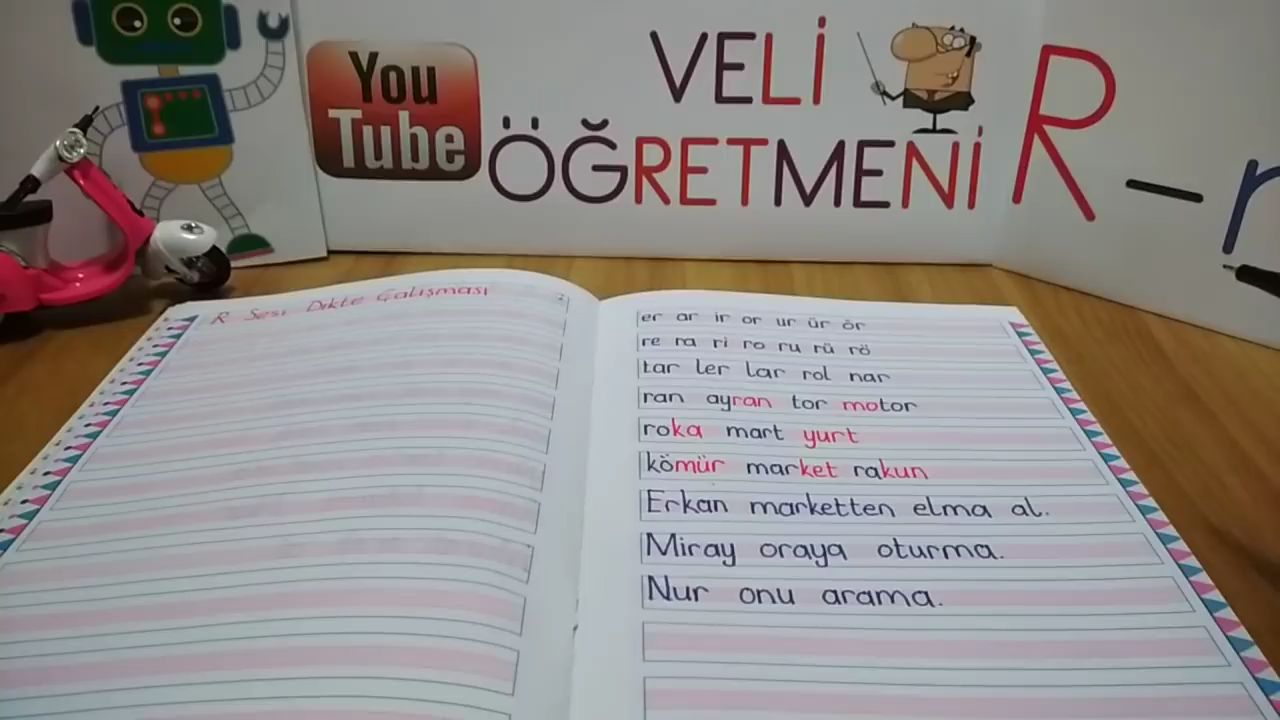 You
Tube
VELİ
ÖĞRETMENİ
R-r
R Sesi Dikte Çalışması
er ar ir or ur ür ör
re ra ri ro ru rü rö
tar ler lar rol nar
ran ayran tor motor
roka mart yurt
kömür market rakun
Erkan marketten elma al.
Miray oraya oturma.
Nur onu arama.